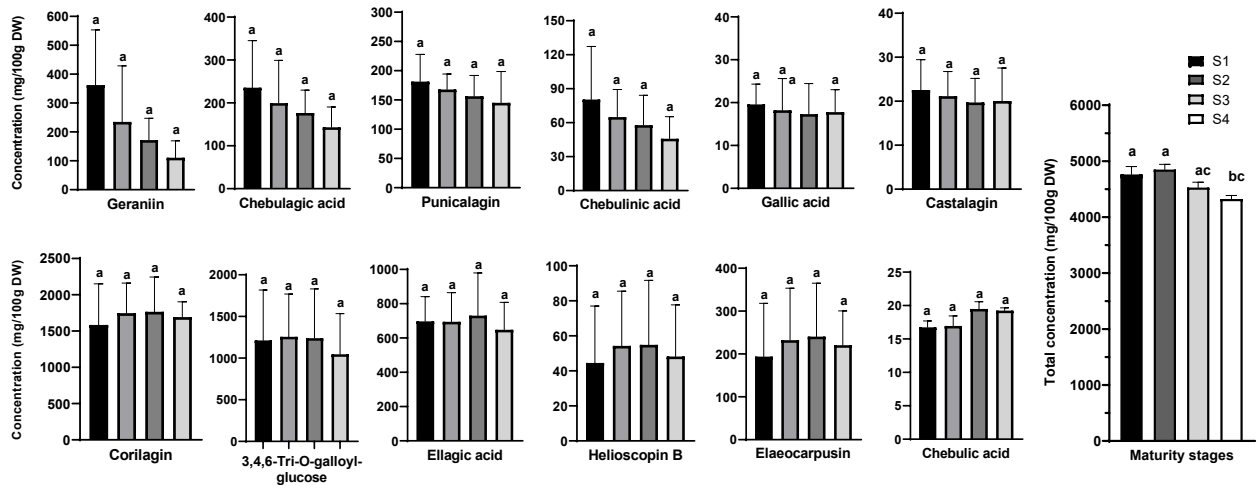 Concentration (mg/100g DW)
600
500
400
300
200
100
0
a a a a
Geraniin
400
300
200
100
0
a a a a
Chebulagic acid
300
250
200
150
100
50
0
a a a a
Punicalagin
150
120
90
60
30
0
a a a a
Chebulinic acid
40
30
20
10
0
a a a a
Gallic acid
40
30
20
10
0
a a a a
Castalagin
Concentration (mg/100g DW)
2500
2000
1500
1000
500
0
a a a a
Corilagin
2000
1600
1200
800
400
0
a a a a
3,4,6-Tri-O-galloyl-
glucose
1000
800
600
400
200
0
a a a a
Ellagic acid
100
80
60
40
20
0
a a a a
Helioscopin B
400
300
200
100
0
a a a a
Elaeocarpusin
25
20
15
10
5
0
a a a a
Chebulic acid
S1
S2
S3
S4
Total concentration (mg/100g DW)
6000
5000
4000
3000
2000
1000
0
a a ac bc
Maturity stages